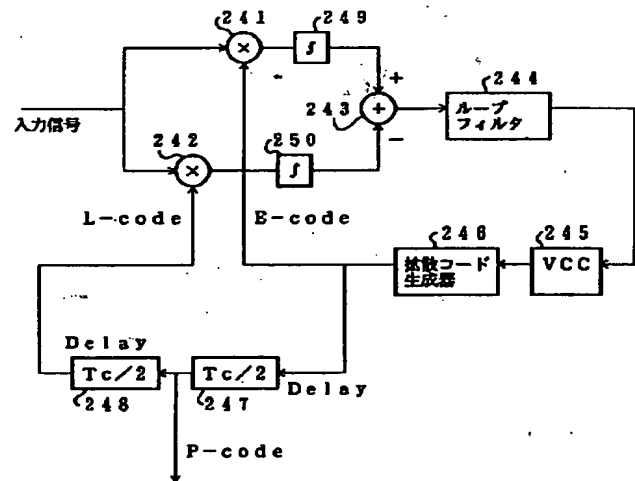 241
249
×
∫
+
244
入力信号
243
+
ループ
フィルタ
242
250
−
×
∫
L-code
E-code
246
245
拡散コード
生成器
VCC
Delay
Tc/2
Tc/2
Delay
248
247
P-code